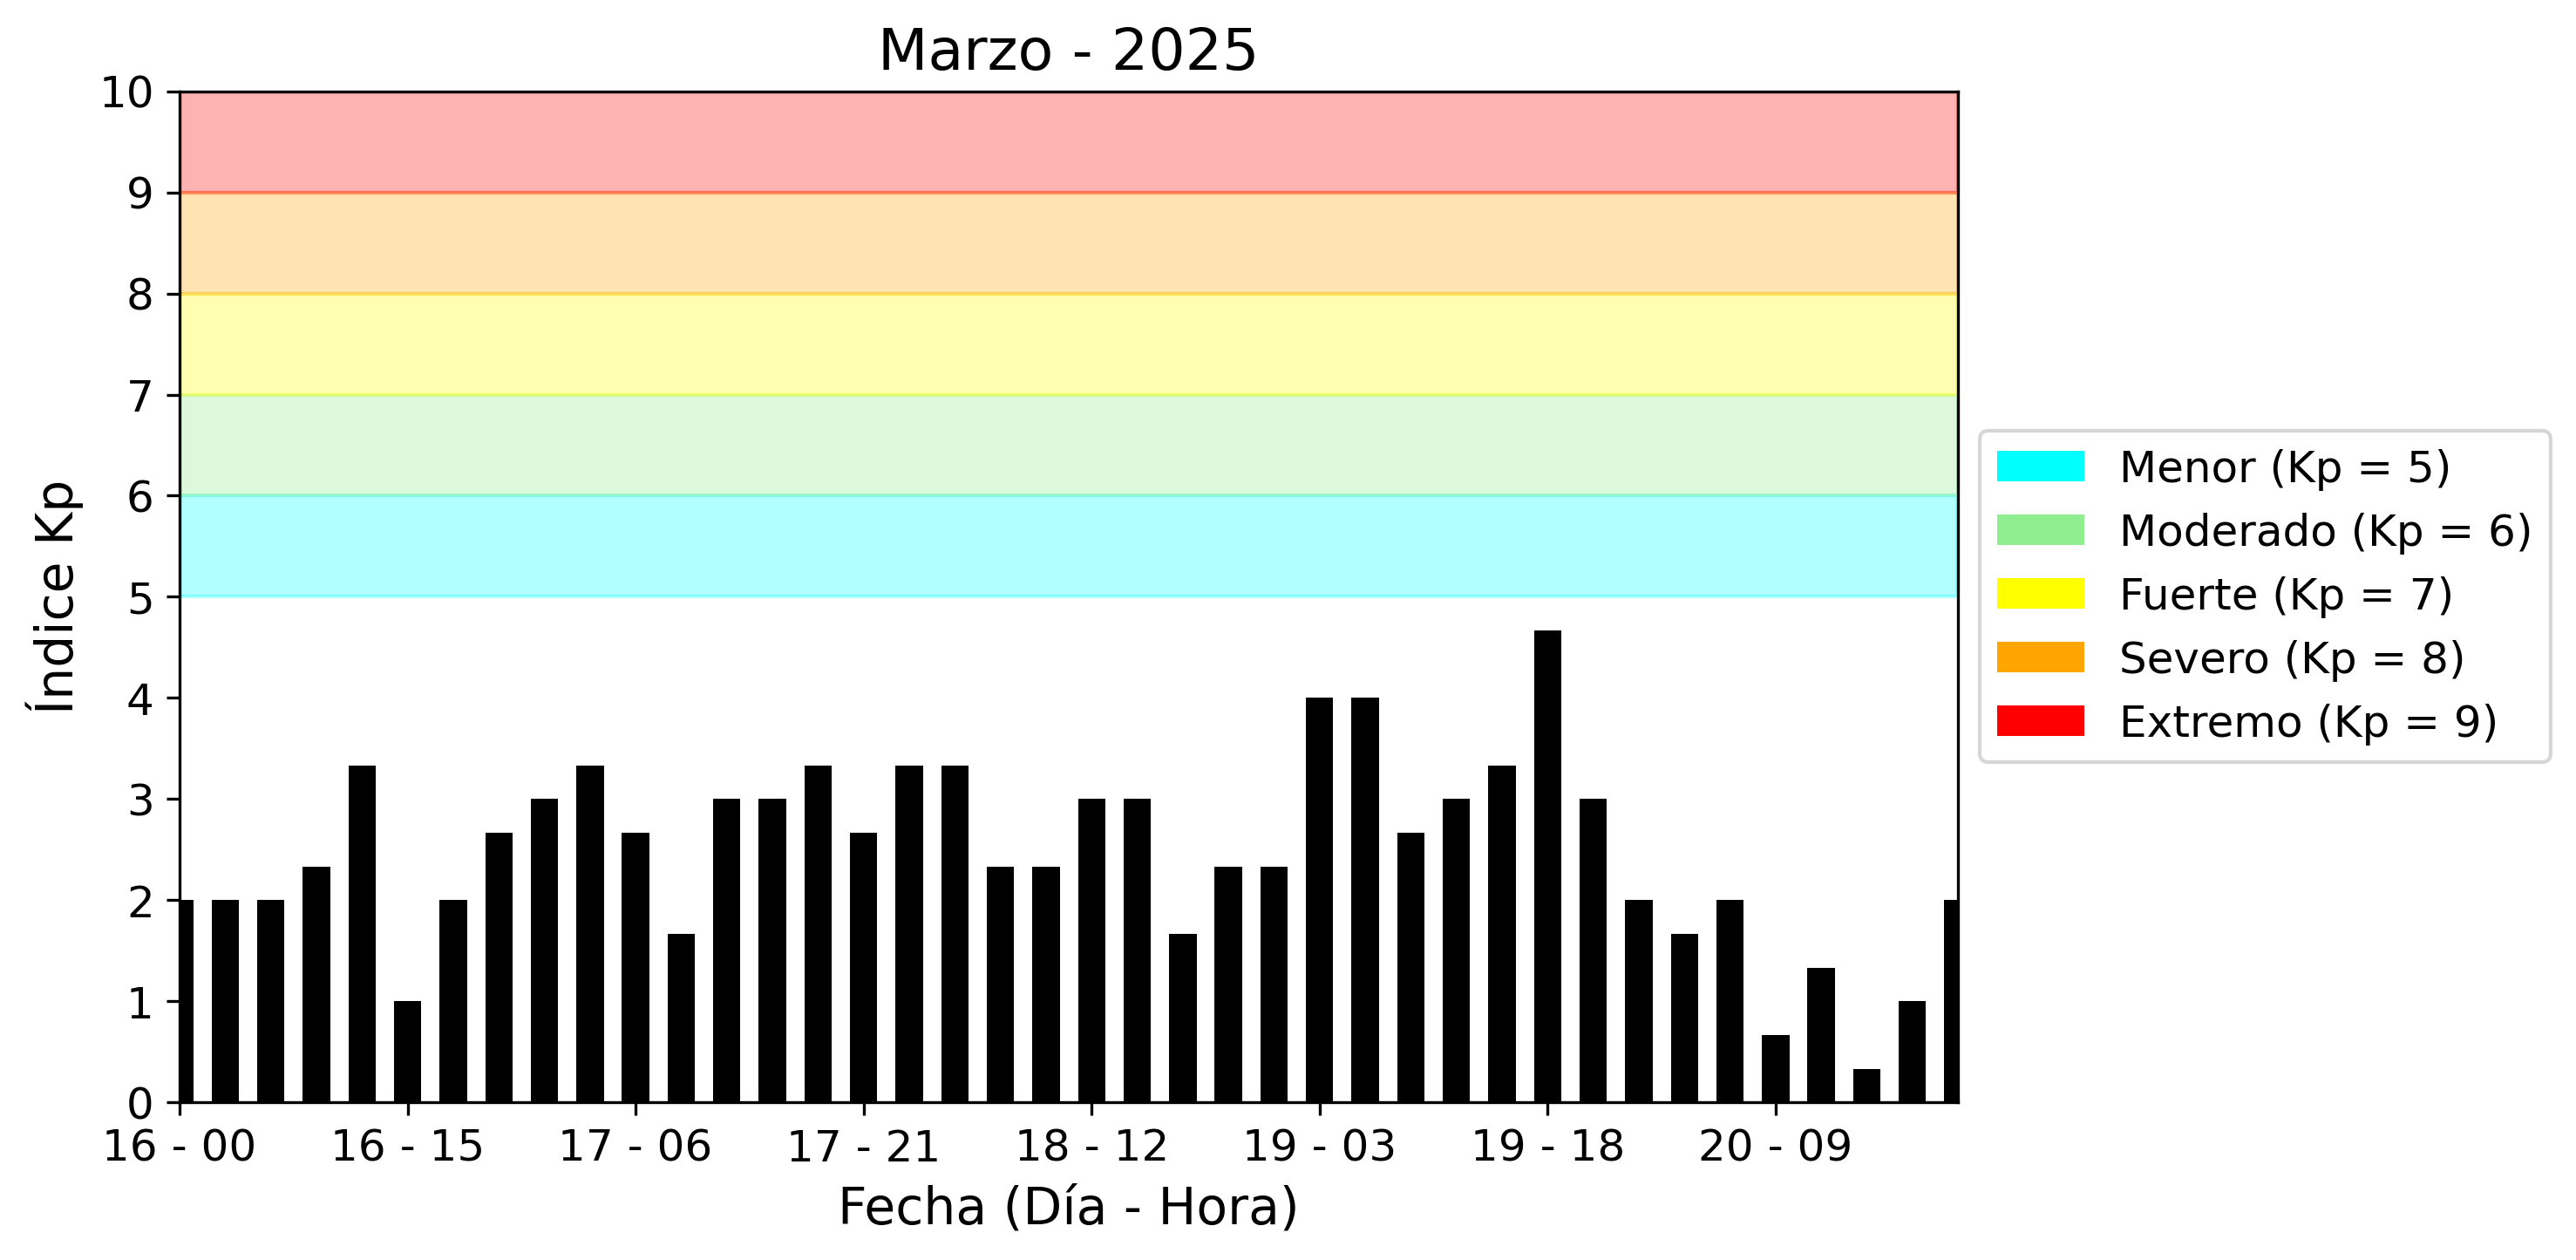 Marzo - 2025
10
9
8
7
6
5
4
3
2
1
0
Índice Kp
16 - 00
16 - 15
17 - 06
17 - 21
18 - 12
19 - 03
19 - 18
20 - 09
Fecha (Día - Hora)
Menor (Kp = 5)
Moderado (Kp = 6)
Fuerte (Kp = 7)
Severo (Kp = 8)
Extremo (Kp = 9)